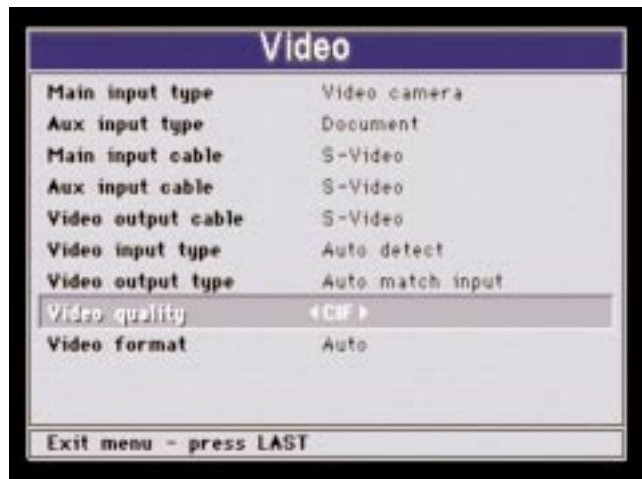 Video
Main input type Video camera
Aux input type Document
Main input cable S-Video
Aux input cable S-Video
Video output cable S-Video
Video input type Auto detect
Video output type Auto match input
Video quality CIF
Video format Auto
Exit menu - press LAST